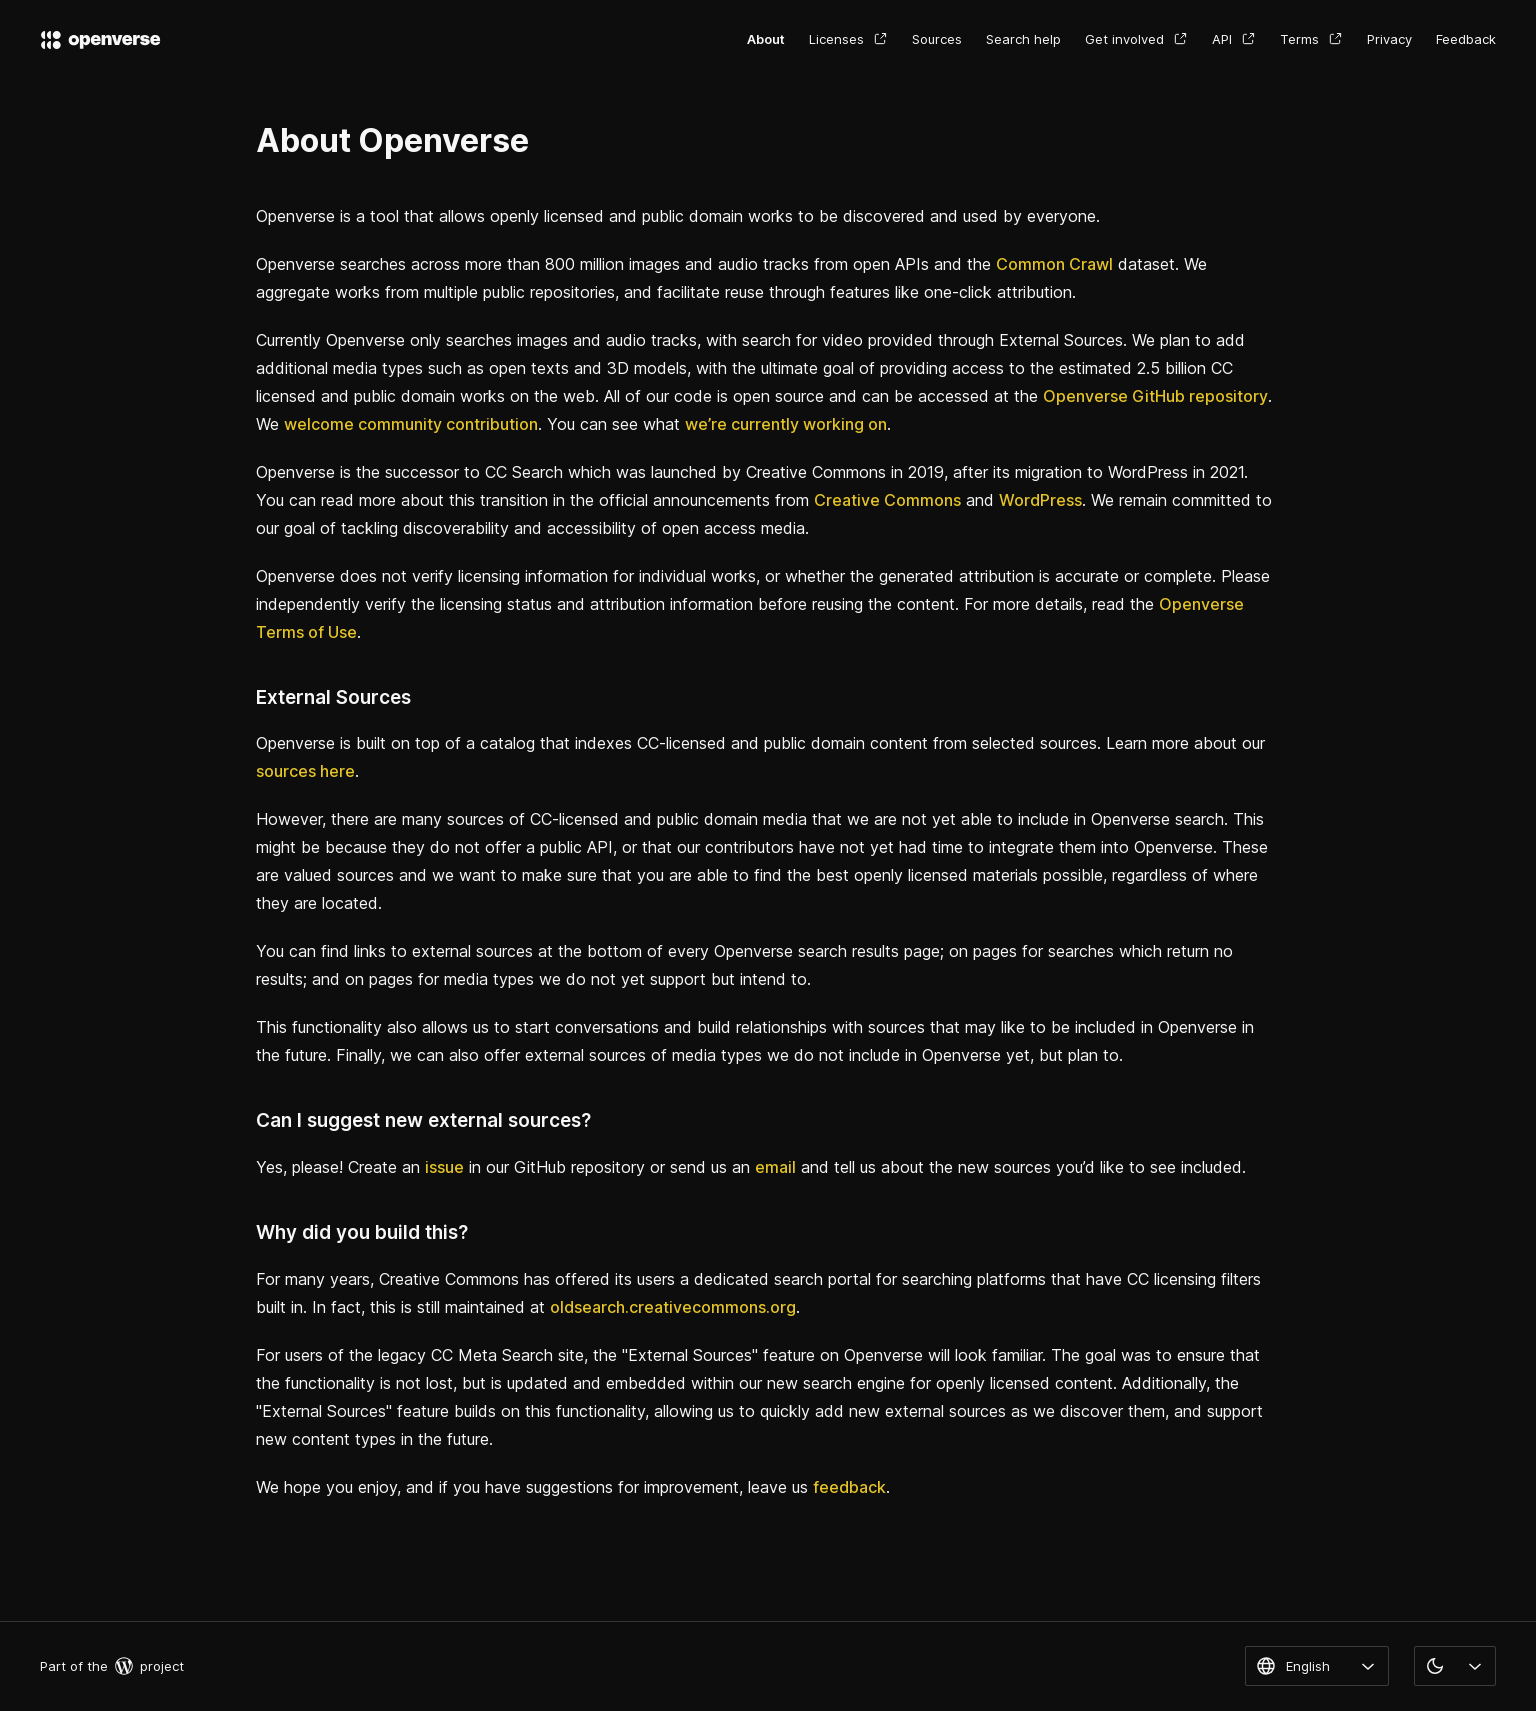 openverse
About Licenses Sources Search help Get involved API Terms Privacy Feedback
About Openverse
Openverse is a tool that allows openly licensed and public domain works to be discovered and used by everyone.
Openverse searches across more than 800 million images and audio tracks from open APIs and the Common Crawl dataset. We
aggregate works from multiple public repositories, and facilitate reuse through features like one-click attribution.
Currently Openverse only searches images and audio tracks, with search for video provided through External Sources. We plan to add
additional media types such as open texts and 3D models, with the ultimate goal of providing access to the estimated 2.5 billion CC
licensed and public domain works on the web. All of our code is open source and can be accessed at the Openverse GitHub repository.
We welcome community contribution. You can see what we’re currently working on.
Openverse is the successor to CC Search which was launched by Creative Commons in 2019, after its migration to WordPress in 2021.
You can read more about this transition in the official announcements from Creative Commons and WordPress. We remain committed to
our goal of tackling discoverability and accessibility of open access media.
Openverse does not verify licensing information for individual works, or whether the generated attribution is accurate or complete. Please
independently verify the licensing status and attribution information before reusing the content. For more details, read the Openverse
Terms of Use.
External Sources
Openverse is built on top of a catalog that indexes CC-licensed and public domain content from selected sources. Learn more about our
sources here.
However, there are many sources of CC-licensed and public domain media that we are not yet able to include in Openverse search. This
might be because they do not offer a public API, or that our contributors have not yet had time to integrate them into Openverse. These
are valued sources and we want to make sure that you are able to find the best openly licensed materials possible, regardless of where
they are located.
You can find links to external sources at the bottom of every Openverse search results page; on pages for searches which return no
results; and on pages for media types we do not yet support but intend to.
This functionality also allows us to start conversations and build relationships with sources that may like to be included in Openverse in
the future. Finally, we can also offer external sources of media types we do not include in Openverse yet, but plan to.
Can I suggest new external sources?
Yes, please! Create an issue in our GitHub repository or send us an email and tell us about the new sources you’d like to see included.
Why did you build this?
For many years, Creative Commons has offered its users a dedicated search portal for searching platforms that have CC licensing filters
built in. In fact, this is still maintained at oldsearch.creativecommons.org.
For users of the legacy CC Meta Search site, the "External Sources" feature on Openverse will look familiar. The goal was to ensure that
the functionality is not lost, but is updated and embedded within our new search engine for openly licensed content. Additionally, the
"External Sources" feature builds on this functionality, allowing us to quickly add new external sources as we discover them, and support
new content types in the future.
We hope you enjoy, and if you have suggestions for improvement, leave us feedback.
Part of the project
English